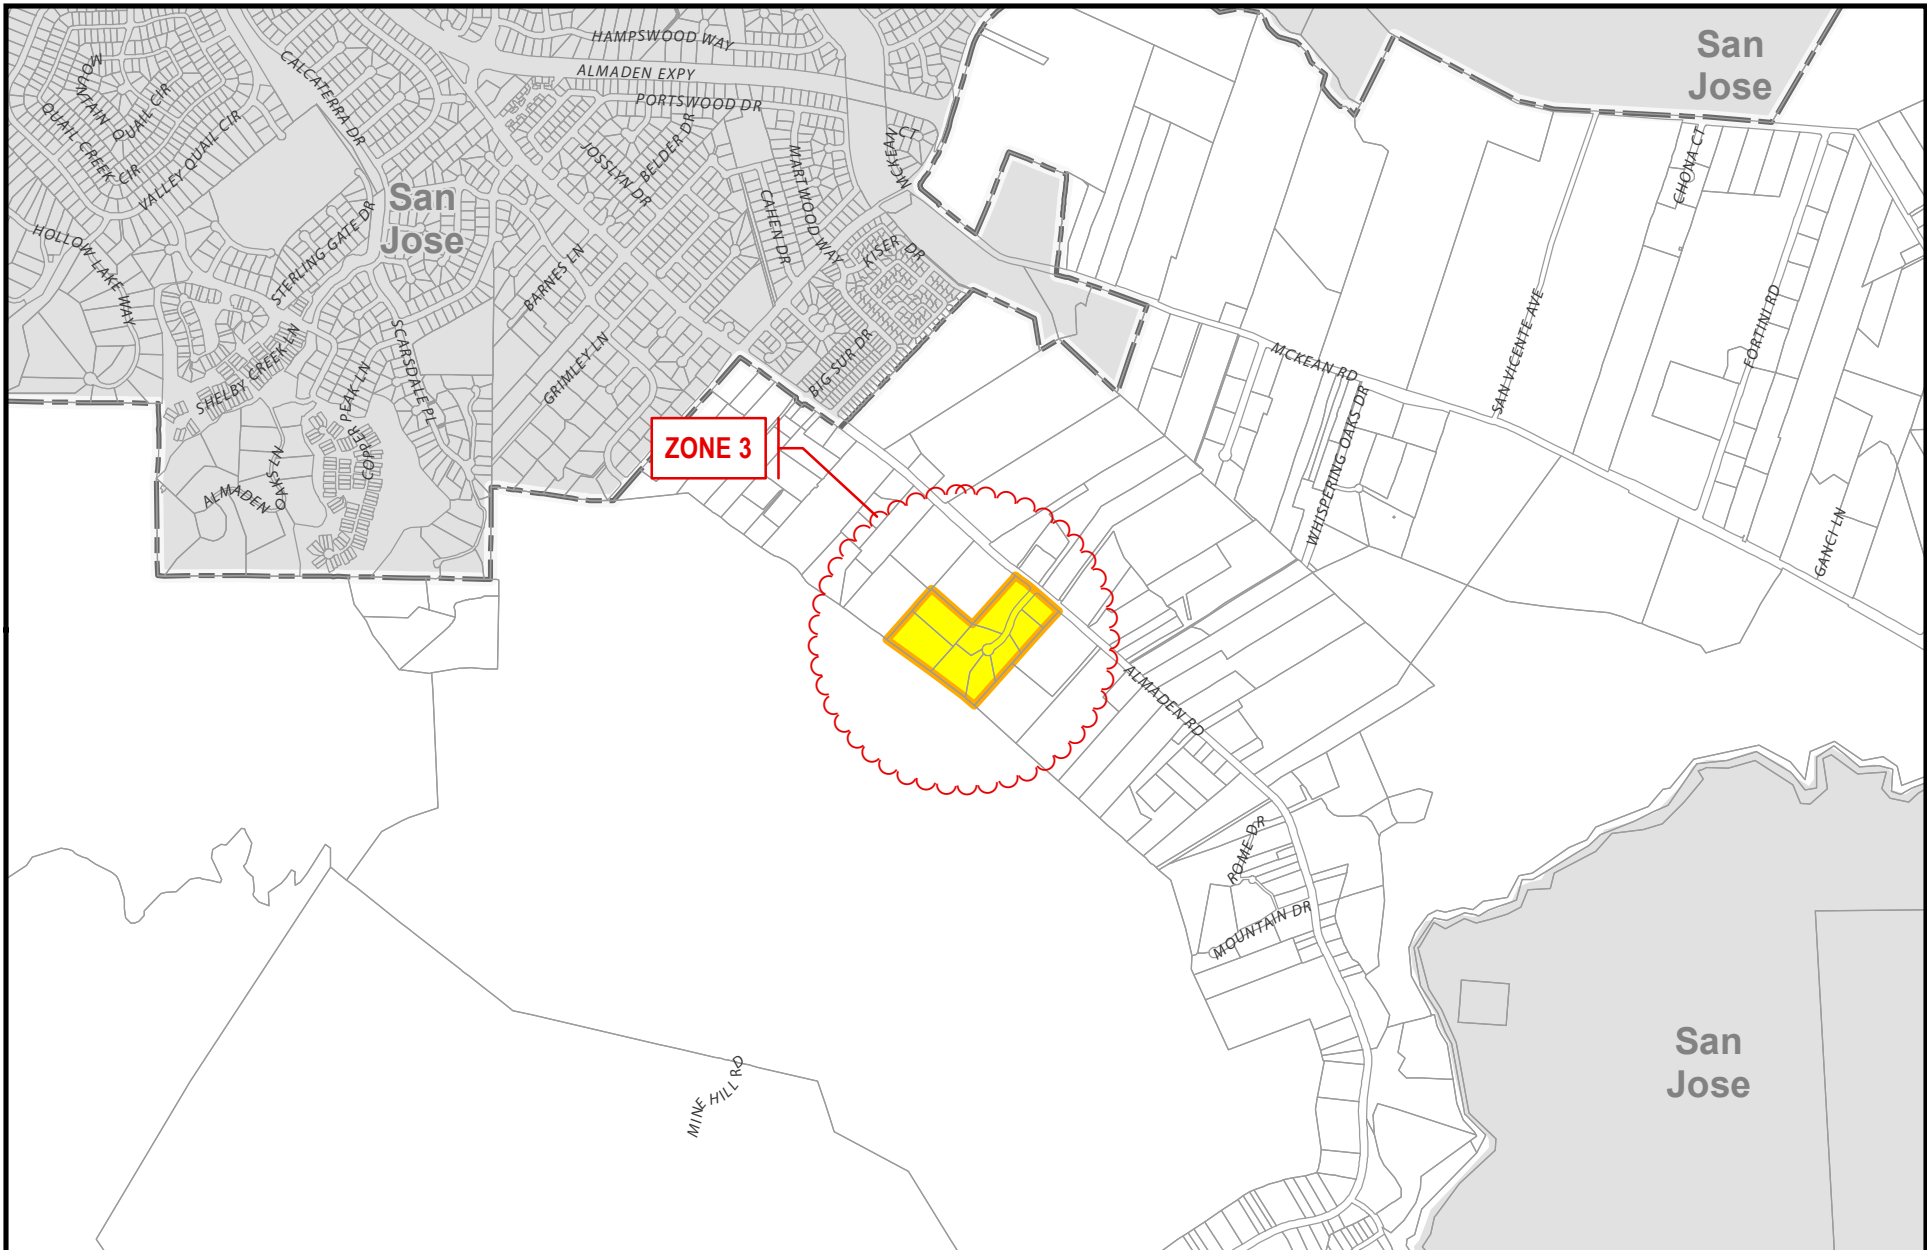 HAMPSWOOD WAY
ALMADEN EXPY
PORTSWOOD DR
San
Jose
MOUNTAIN QUAIL CIR
CALCATERRA DR
QUAIL CREEK CIR
VALLEY QUAIL CIR
JOSSLYN DR
BELDER DR
MCKEAN CT
MARTWOOD WAY
CAHEN DR
KISER DR
CHONA CT
San
Jose
HOLLOW LAKE WAY
STERLING GATE DR
BARNES LN
SHELBY CREEK LN
SCARSDALE PL
GRIMLEY LN
BIG SUR DR
COPPER PEAK LN
ALMADEN OAKS LN
MCKEAN RD
SAN VICENTE AVE
FORTINI RD
WHISPERING OAKS DR
GANCI LN
ZONE 3
ALMADEN RD
ROME DR
MOUNTAIN DR
MINE HILL RD
San
Jose